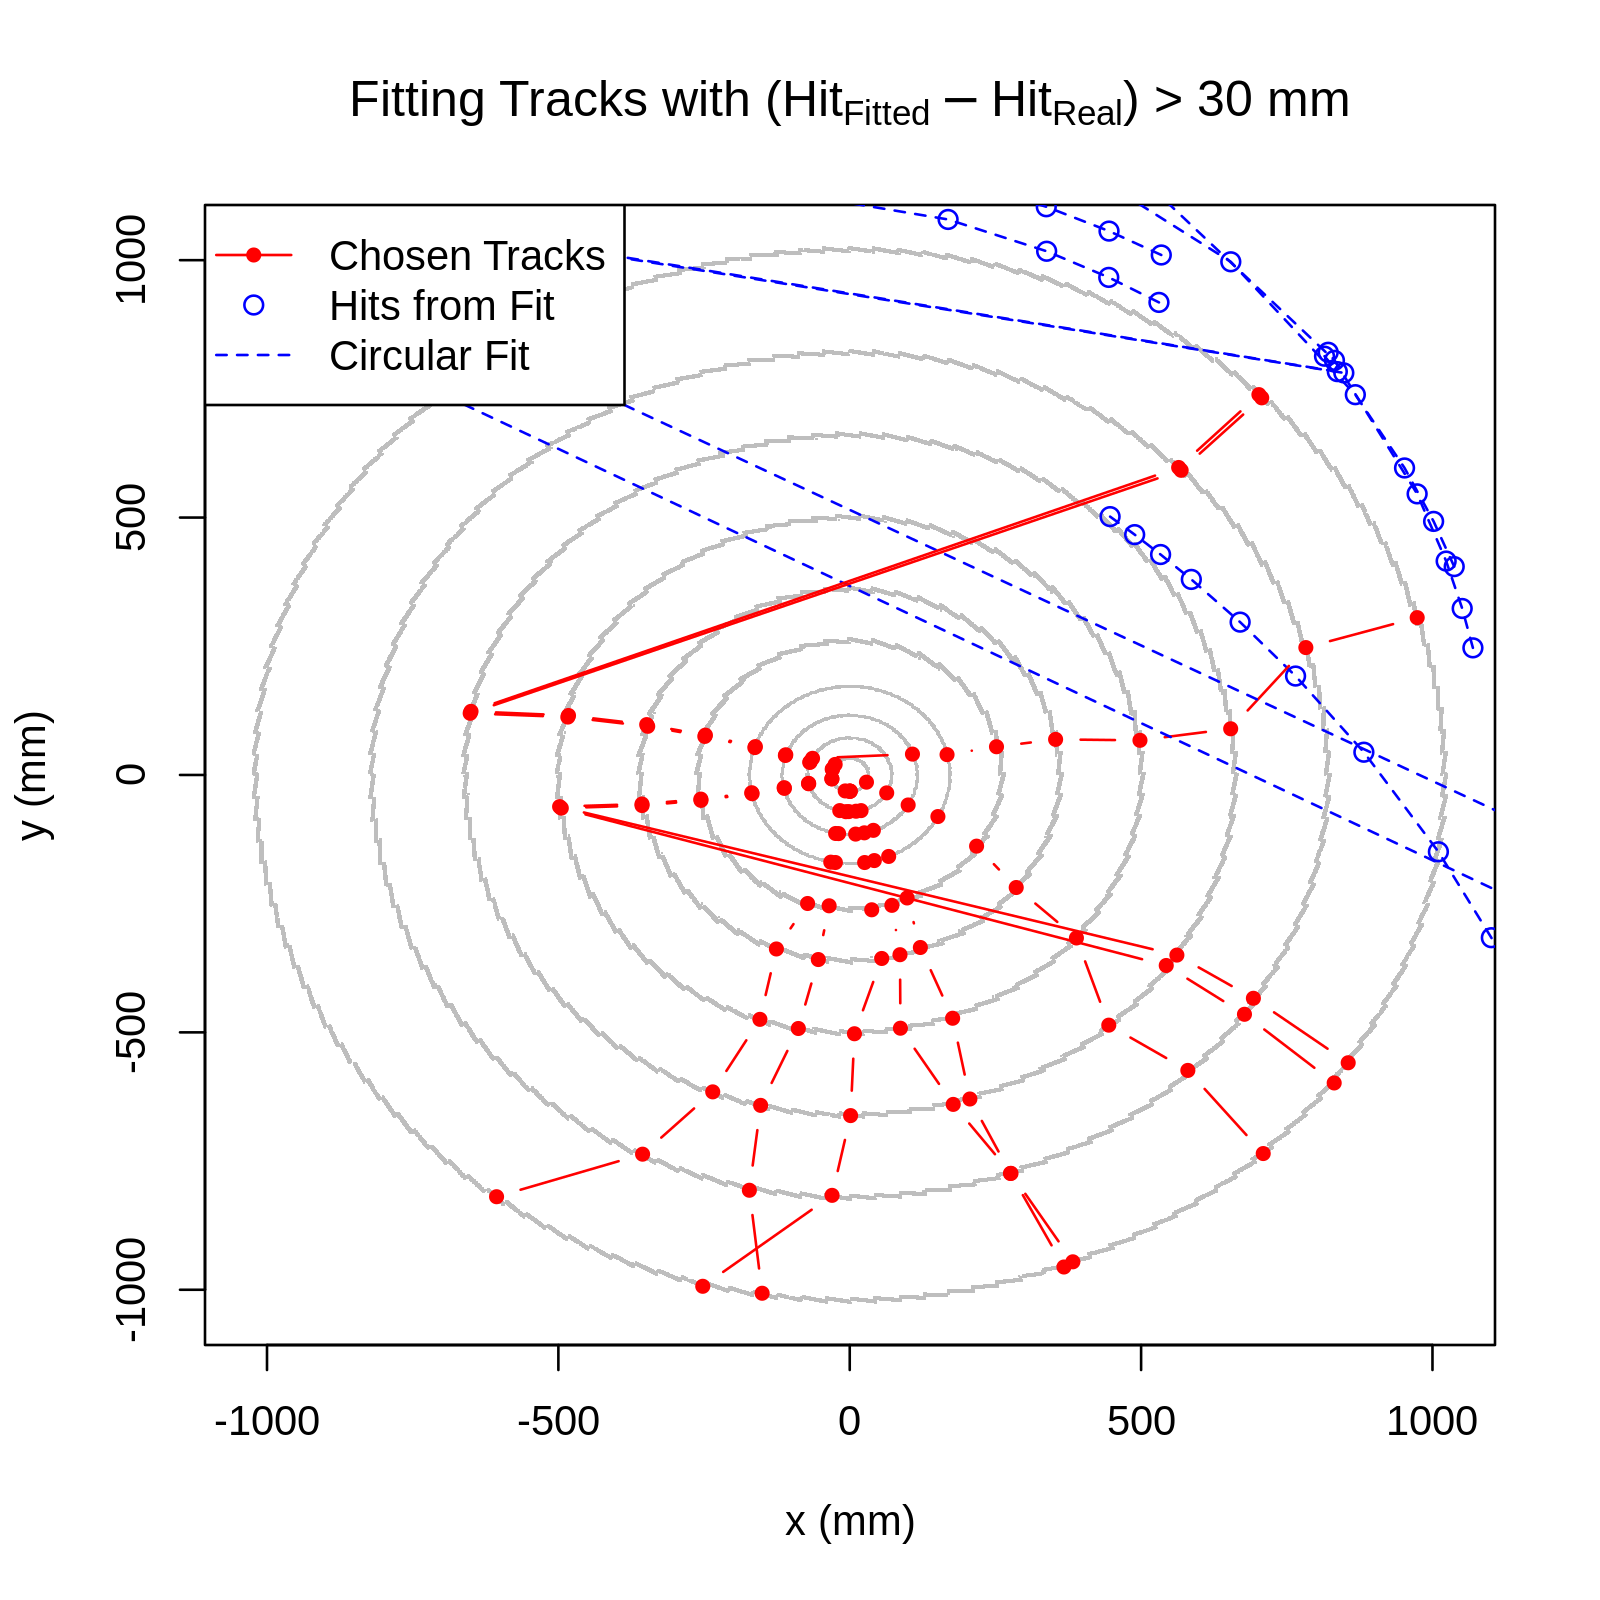 Fitting Tracks with (Hit_Fitted − Hit_Real) > 30 mm
Chosen Tracks
Hits from Fit
Circular Fit
y (mm)
1000
500
0
-500
-1000
-1000 -500 0 500 1000
x (mm)